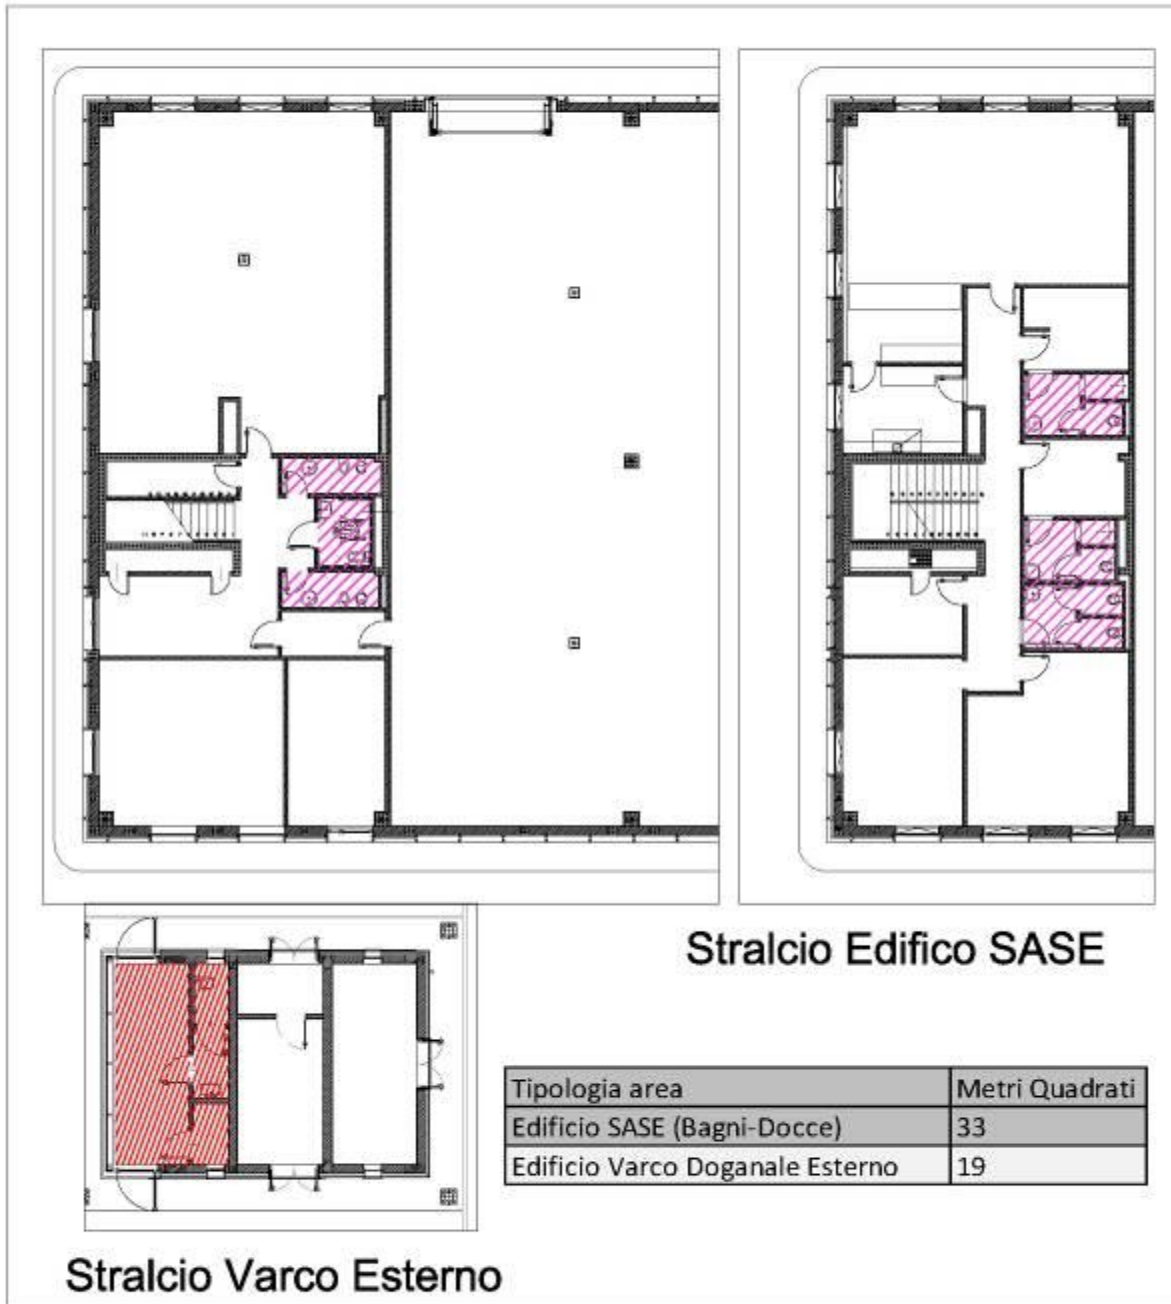 Stralcio Edifico SASE
Tipologia area Metri Quadrati
Edificio SASE (Bagni-Docce) 33
Edificio Varco Doganale Esterno 19
Stralcio Varco Esterno